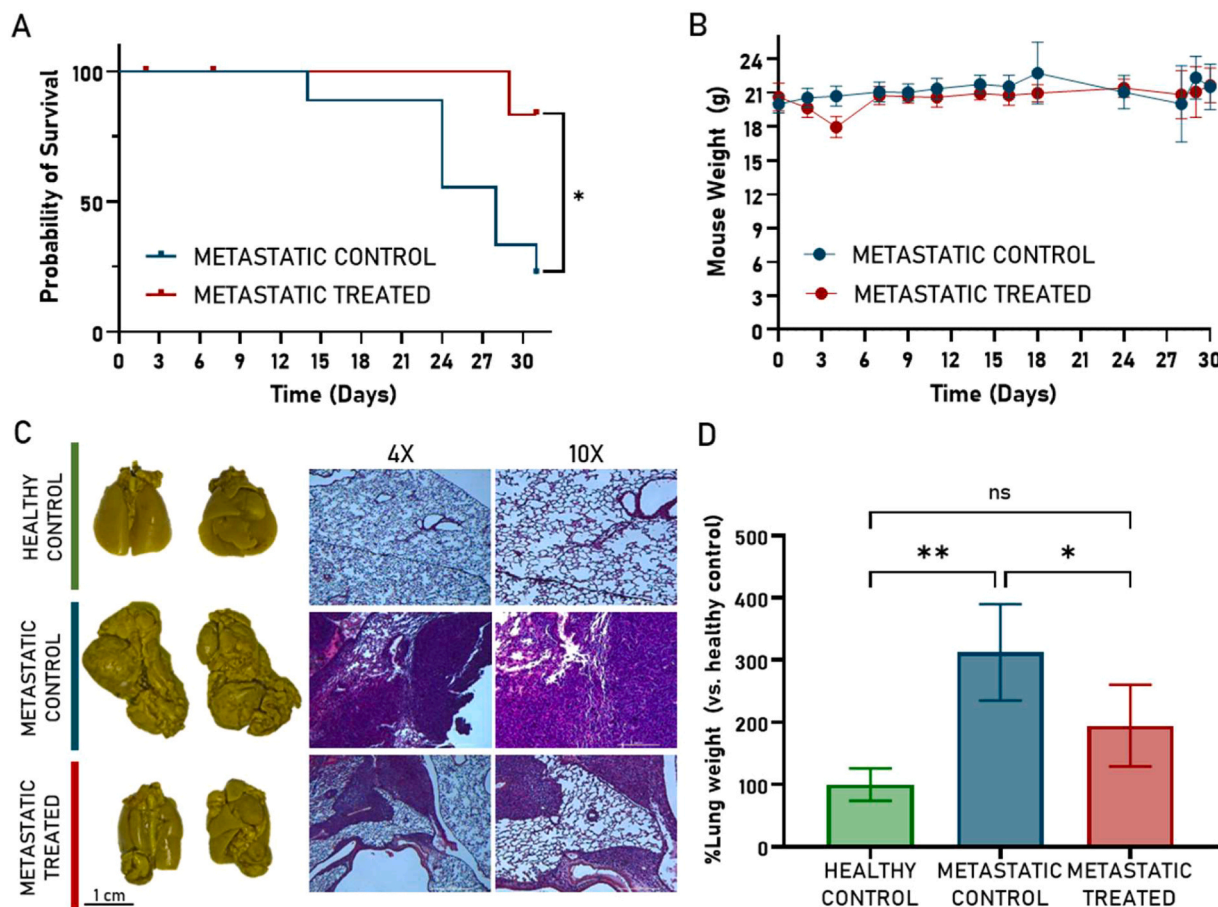 A
Probability of Survival
100
50
0
METASTATIC CONTROL
METASTATIC TREATED
*
0 3 6 9 12 15 18 21 24 27 30
Time (Days)
B
Mouse Weight (g)
24
21
18
15
12
9
6
3
0
METASTATIC CONTROL
METASTATIC TREATED
0 3 6 9 12 15 18 21 24 27 30
Time (Days)
C
4X 10X
HEALTHY
CONTROL
METASTATIC
CONTROL
METASTATIC
TREATED
1 cm
D
%Lung weight (vs. healthy control)
500
400
300
200
100
0
ns
** *
HEALTHY
CONTROL
METASTATIC
CONTROL
METASTATIC
TREATED